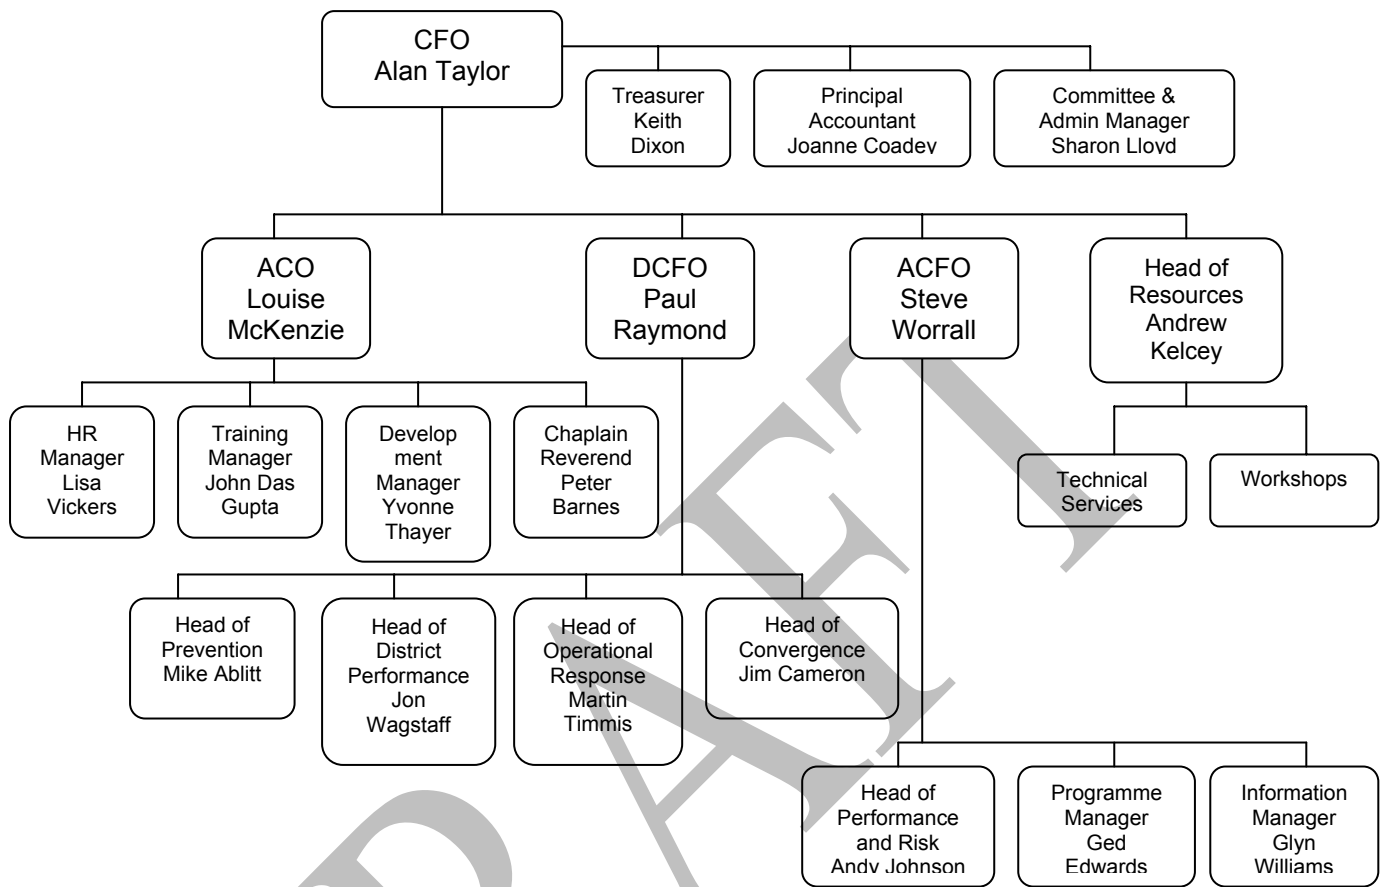 CFO
Alan Taylor
Treasurer
Keith
Dixon
Principal
Accountant
Joanne Coadey
Committee &
Admin Manager
Sharon Lloyd
ACO
Louise
McKenzie
DCFO
Paul
Raymond
ACFO
Steve
Worrall
Head of
Resources
Andrew
Kelcey
HR
Manager
Lisa
Vickers
Training
Manager
John Das
Gupta
Develop
ment
Manager
Yvonne
Thayer
Chaplain
Reverend
Peter
Barnes
Technical
Services
Workshops
Head of
Prevention
Mike Ablitt
Head of
District
Performance
Jon
Wagstaff
Head of
Operational
Response
Martin
Timmis
Head of
Convergence
Jim Cameron
Head of
Performance
and Risk
Andy Johnson
Programme
Manager
Ged
Edwards
Information
Manager
Glyn
Williams